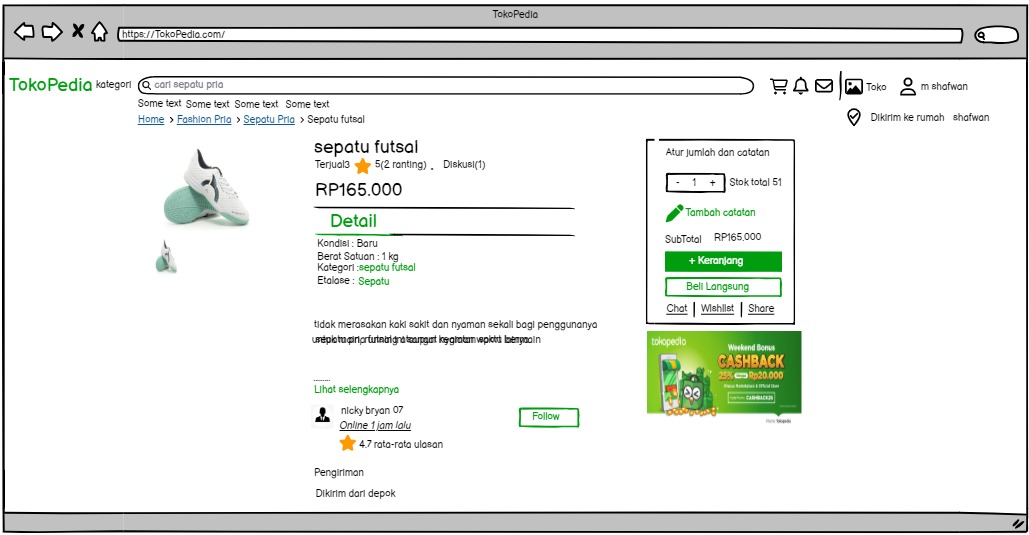 TokoPedia
https://TokoPedia.com/
TokoPedia kategori cari sepatu pria Toko m shafwan
Some text Some text Some text Some text
Home > Fashion Pria > Sepatu Pria > Sepatu futsal
Dikirim ke rumah shafwan
sepatu futsal
Terjual3 5(2 ranting) . Diskusi(1)
RP165.000
Detail
Kondisi : Baru
Berat Satuan : 1 kg
Kategori :sepatu futsal
Etalase : Sepatu
tidak merasakan kaki sakit dan nyaman sekali bagi penggunanya
.........
Lihat selengkapnya
nicky bryan 07
Online 1 jam lalu
4.7 rata-rata ulasan
Follow
Pengiriman
Dikirim dari depok
Atur jumlah dan catatan
- 1 + Stok total 51
Tambah catatan
SubTotal RP165,000
+ Keranjang
Beli Langsung
Chat | Wishlist | Share
tokopedia
Weekend Bonus
CASHBACK
25% Rp20.000
CASHBACK25